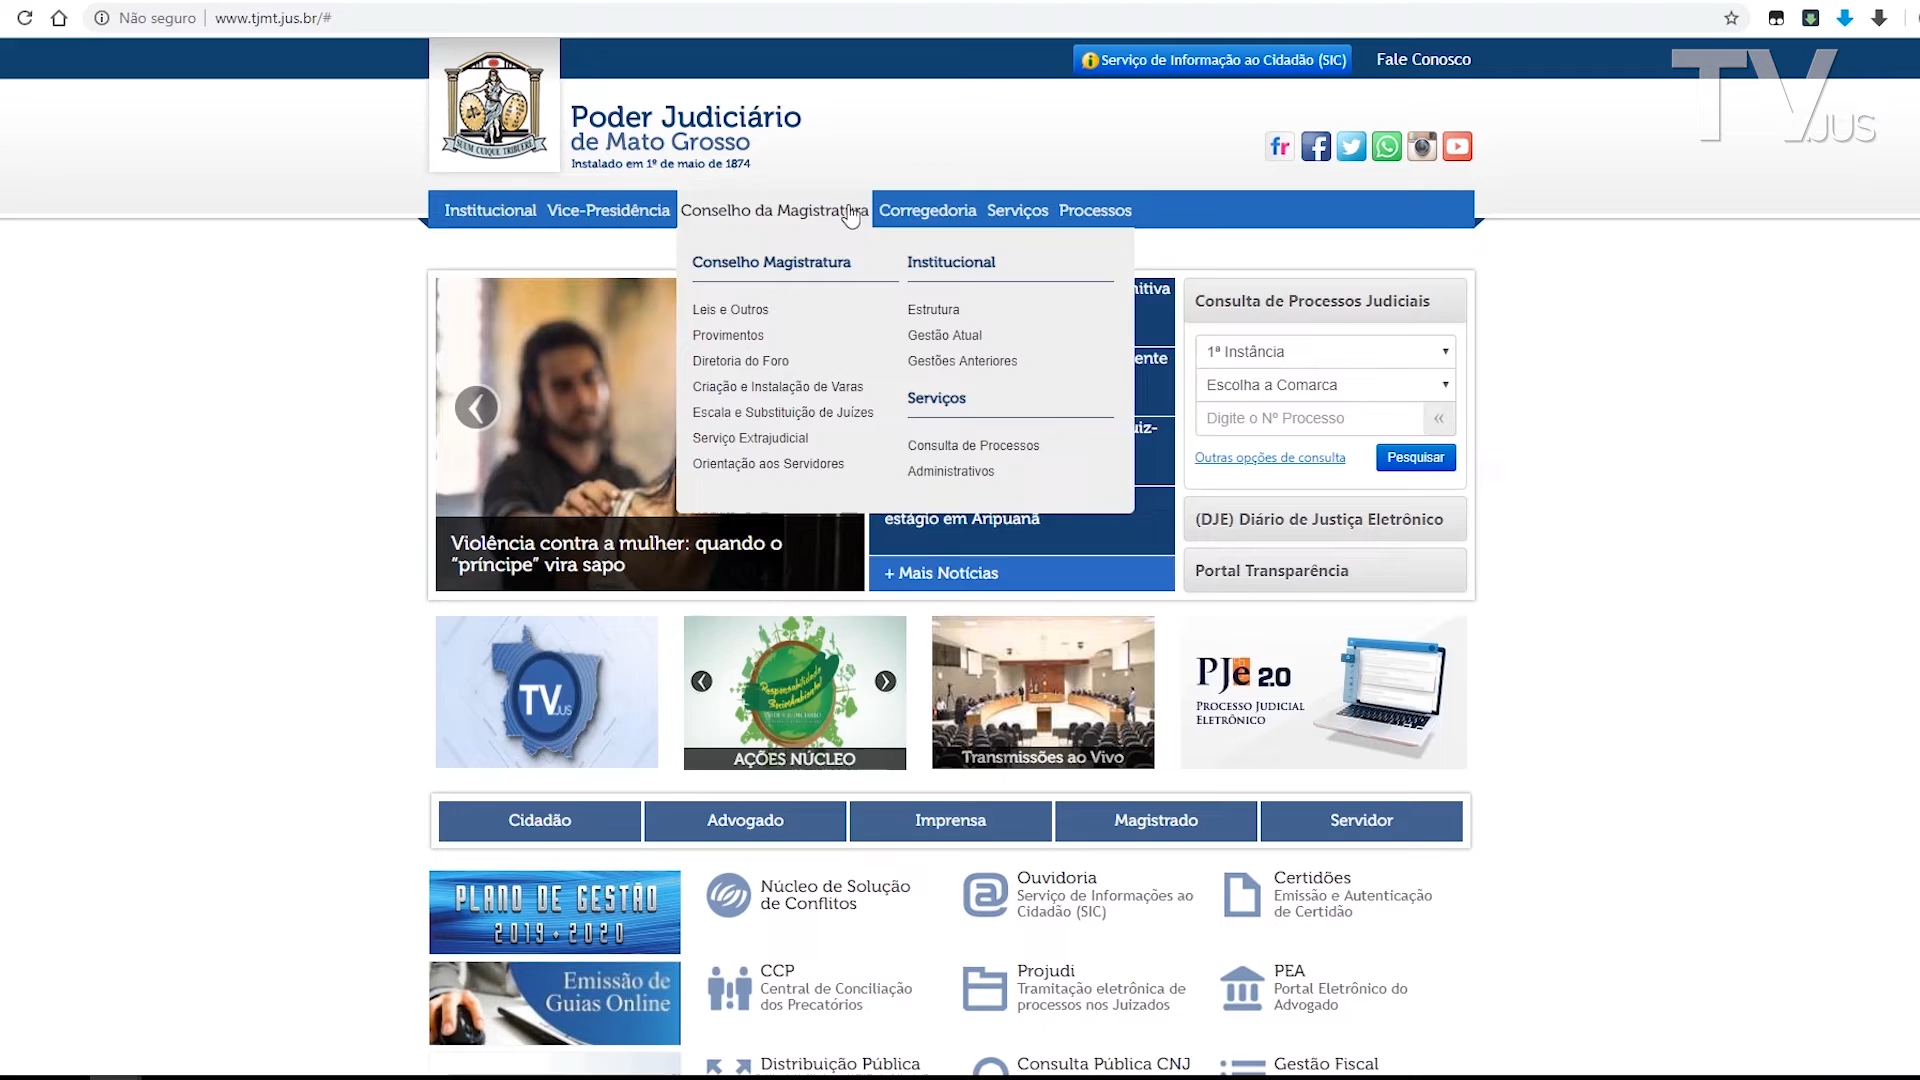 Não seguro
www.tjmt.jus.br/#
Serviço de Informação ao Cidadão (SIC)
Fale Conosco
TV.JUS
SUUM CUIQUE TRIBUERE
Poder Judiciário
de Mato Grosso
Instalado em 1º de maio de 1874
fr
Institucional Vice-Presidência Conselho da Magistratura Corregedoria Serviços Processos
Conselho Magistratura
Leis e Outros
Provimentos
Diretoria do Foro
Criação e Instalação de Varas
Escala e Substituição de Juízes
Serviço Extrajudicial
Orientação aos Servidores
Institucional
Estrutura
Gestão Atual
Gestões Anteriores
Serviços
Consulta de Processos
Administrativos
nitiva
ente
uiz-
estágio em Aripuanã
+ Mais Notícias
Violência contra a mulher: quando o
“príncipe” vira sapo
Consulta de Processos Judiciais
1ª Instância
Escolha a Comarca
Digite o Nº Processo
Outras opções de consulta
Pesquisar
(DJE) Diário de Justiça Eletrônico
Portal Transparência
TV.JUS
Responsabilidade
Socioambiental
AÇÕES NÚCLEO
Transmissões ao Vivo
PJe 2.0
PROCESSO JUDICIAL
ELETRÔNICO
Cidadão
Advogado
Imprensa
Magistrado
Servidor
PLANO DE GESTÃO
2019 • 2020
Emissão de
Guias Online
Núcleo de Solução
de Conflitos
Ouvidoria
Serviço de Informações ao
Cidadão (SIC)
Certidões
Emissão e Autenticação
de Certidão
CCP
Central de Conciliação
dos Precatórios
Projudi
Tramitação eletrônica de
processos nos Juizados
PEA
Portal Eletrônico do
Advogado
Distribuição Pública
Consulta Pública CNJ
Gestão Fiscal